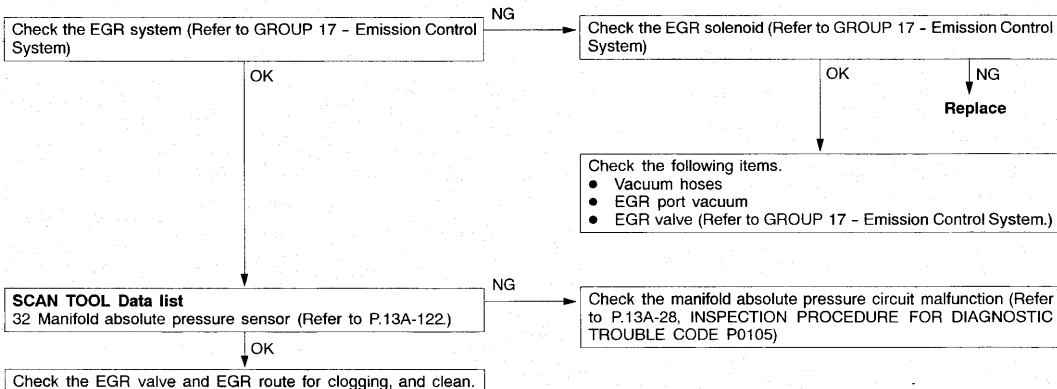 Check the EGR system (Refer to GROUP 17 – Emission Control
System)
NG
Check the EGR solenoid (Refer to GROUP 17 – Emission Control
System)
OK
OK
NG
Replace
Check the following items.
● Vacuum hoses
● EGR port vacuum
● EGR valve (Refer to GROUP 17 – Emission Control System.)
SCAN TOOL Data list
32 Manifold absolute pressure sensor (Refer to P.13A-122.)
NG
Check the manifold absolute pressure circuit malfunction (Refer
to P.13A-28, INSPECTION PROCEDURE FOR DIAGNOSTIC
TROUBLE CODE P0105)
OK
Check the EGR valve and EGR route for clogging, and clean.